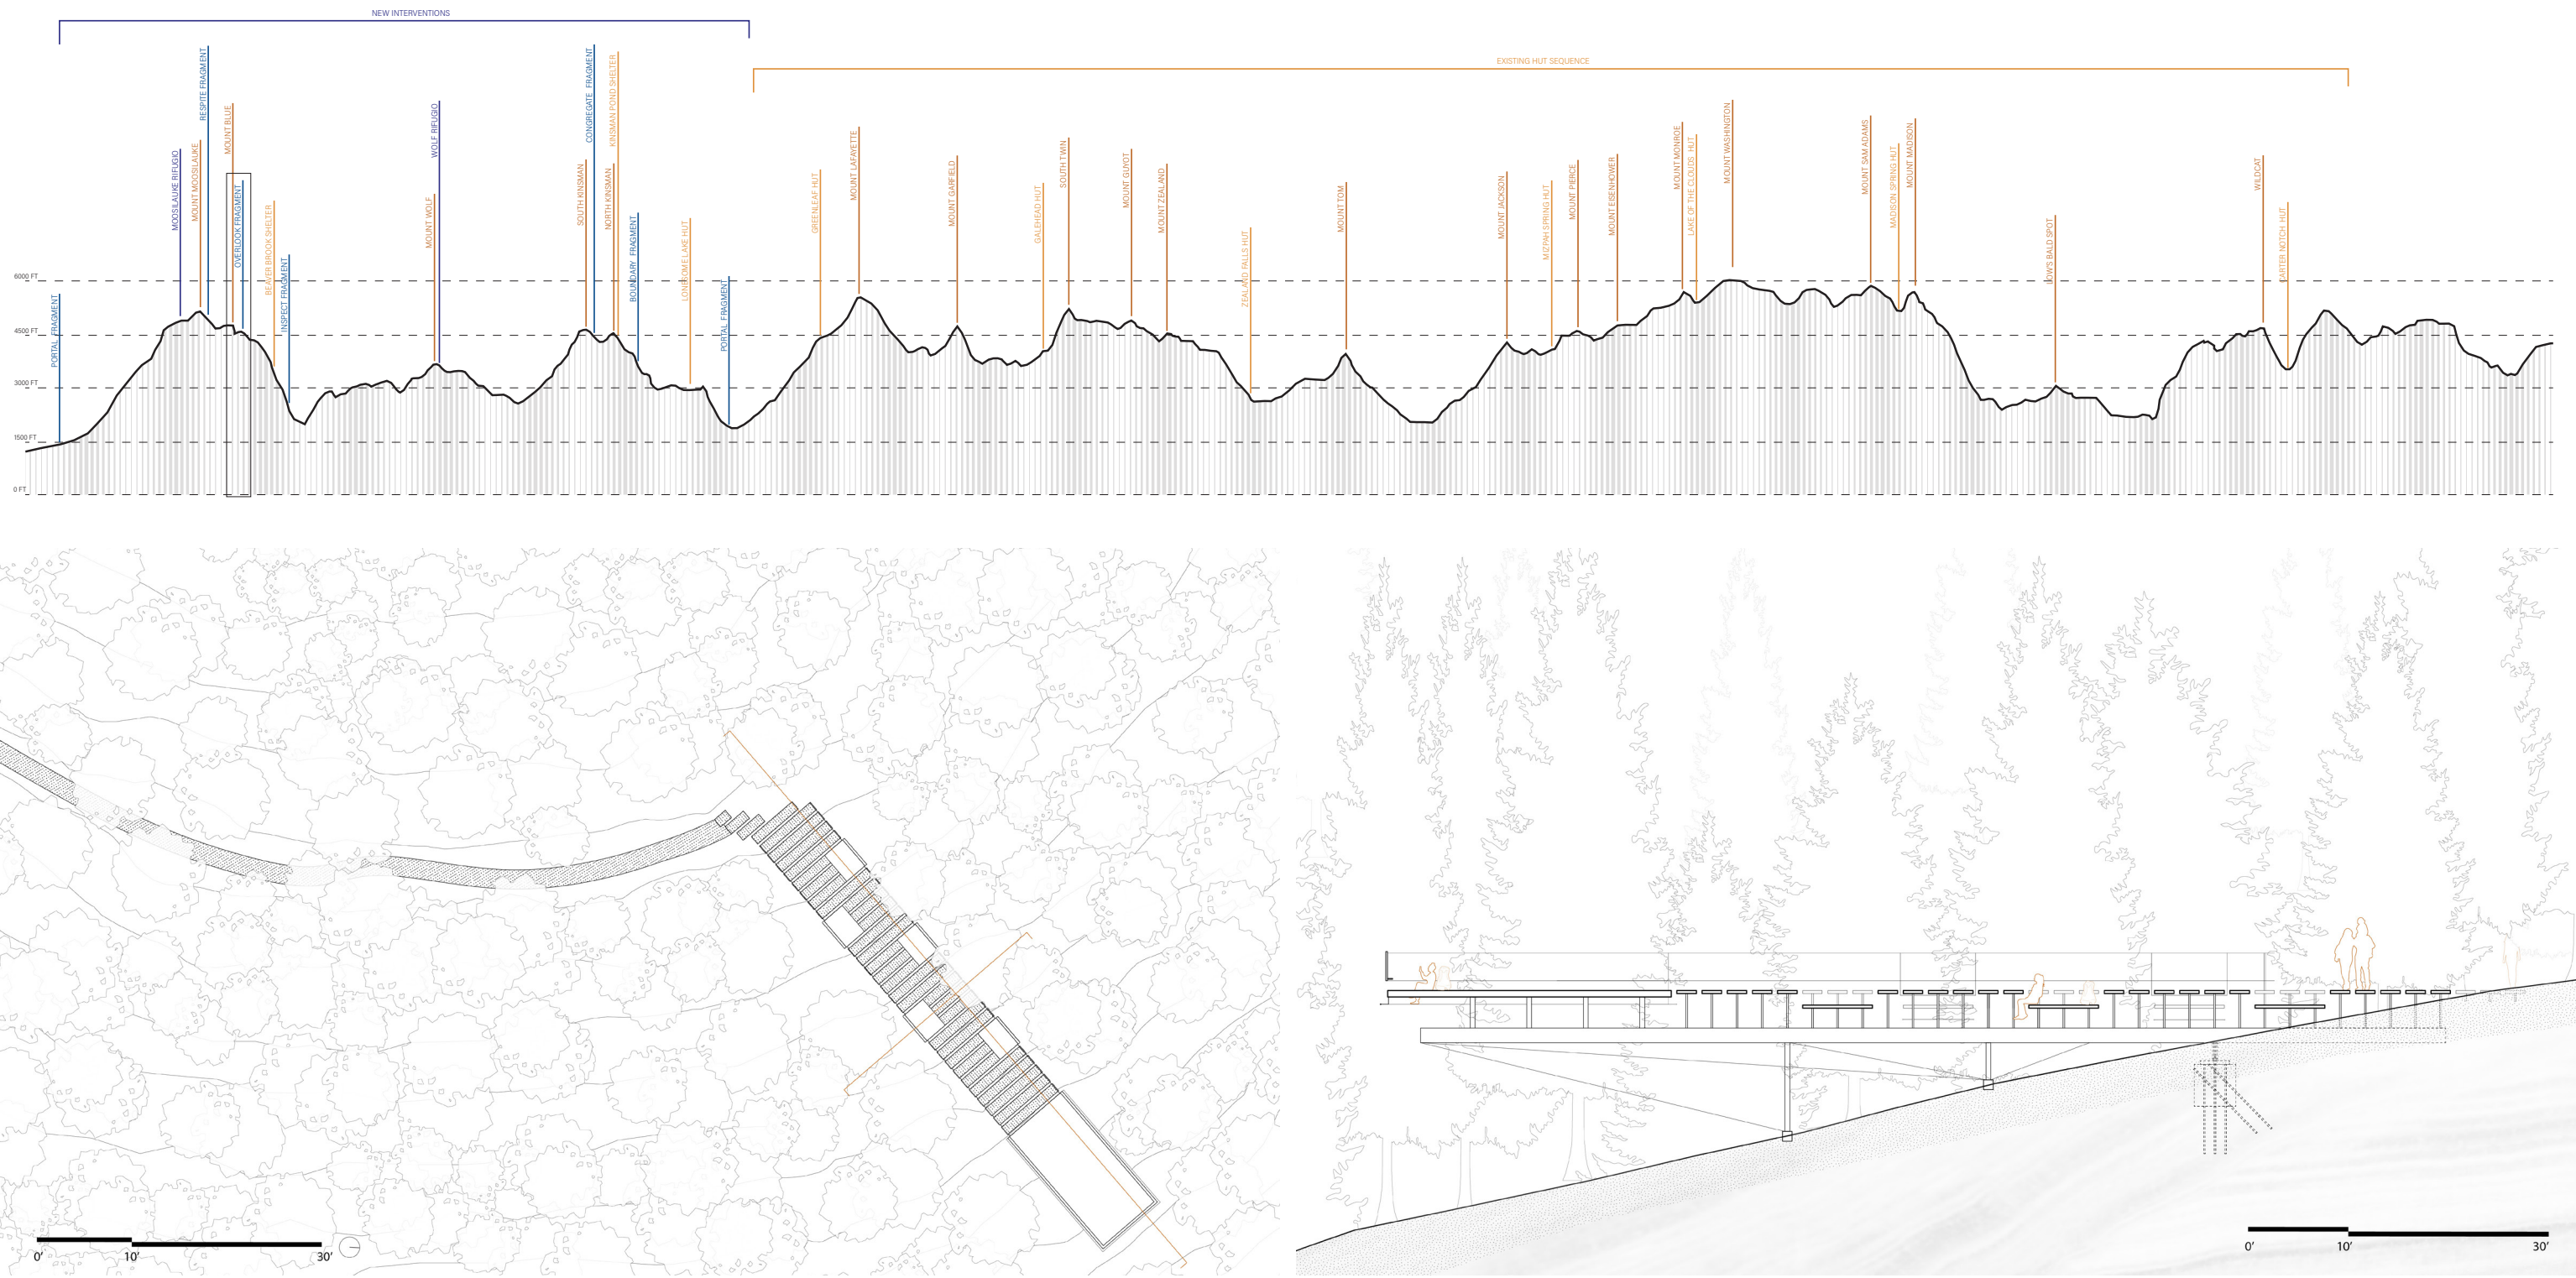 NEW INTERVENTIONS
EXISTING HUT SEQUENCE
PORTAL FRAGMENT
MOOSILAUKE RIFUGIO
MOUNT MOOSILAUKE
RESPITE FRAGMENT
MOUNT BLUE
OVERLOOK FRAGMENT
BEAVER BROOK SHELTER
INSPECT FRAGMENT
MOUNT WOLF
WOLF RIFUGIO
SOUTH KINSMAN
CONGREGATE FRAGMENT
NORTH KINSMAN
KINSMAN POND SHELTER
BOUNDARY FRAGMENT
LONESOME LAKE HUT
PORTAL FRAGMENT
GREENLEAF HUT
MOUNT LAFAYETTE
MOUNT GARFIELD
GALEHEAD HUT
SOUTH TWIN
MOUNT GUYOT
MOUNT ZEALAND
ZEALAND FALLS HUT
MOUNT TOM
MOUNT JACKSON
MIZPAH SPRING HUT
MOUNT PIERCE
MOUNT EISENHOWER
MOUNT MONROE
LAKE OF THE CLOUDS HUT
MOUNT WASHINGTON
MOUNT SAM ADAMS
MADISON SPRING HUT
MOUNT MADISON
LOW'S BALD SPOT
WILDCAT
CARTER NOTCH HUT
6000 FT
4500 FT
3000 FT
1500 FT
0 FT
0' 10' 30'
0' 10' 30'